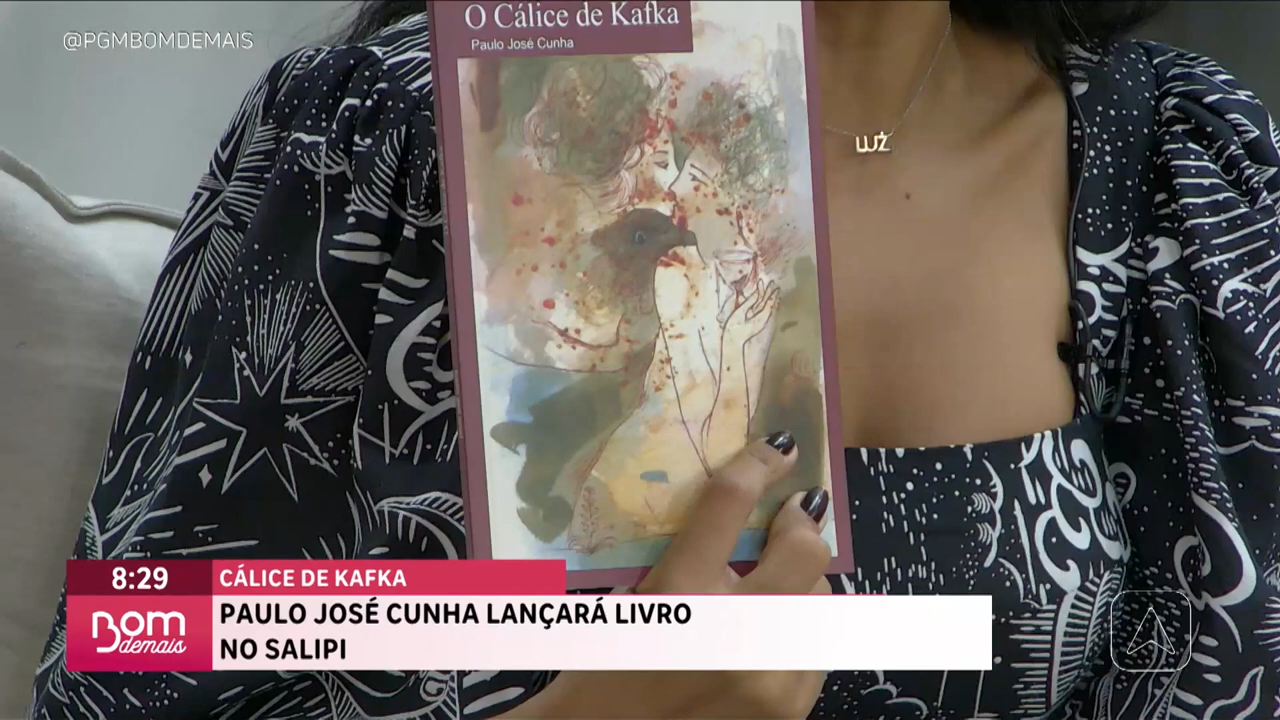 @PGMBOMDEMAIS
O Cálice de Kafka
Paulo José Cunha
LUZ
8:29
CÁLICE DE KAFKA
BOM
demais
PAULO JOSÉ CUNHA LANÇARÁ LIVRO
NO SALIPI